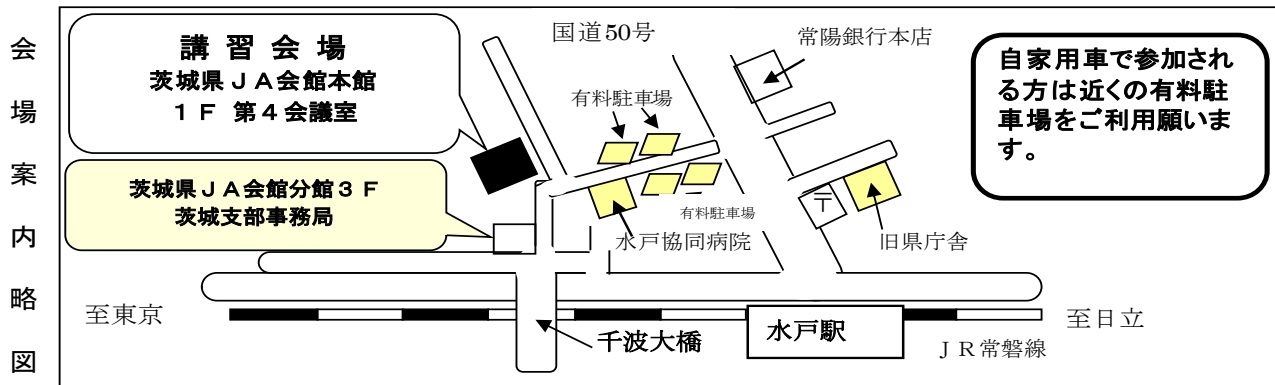 会場案内略図
講習会場
茨城県JA会館本館
1F 第4会議室
茨城県JA会館分館3F
茨城支部事務局
国道50号
常陽銀行本店
有料駐車場
自家用車で参加され
る方は近くの有料駐
車場をご利用願いま
す。
有料駐車場
水戸協同病院
〒
旧県庁舎
至東京
千波大橋
水戸駅
JR常磐線
至日立